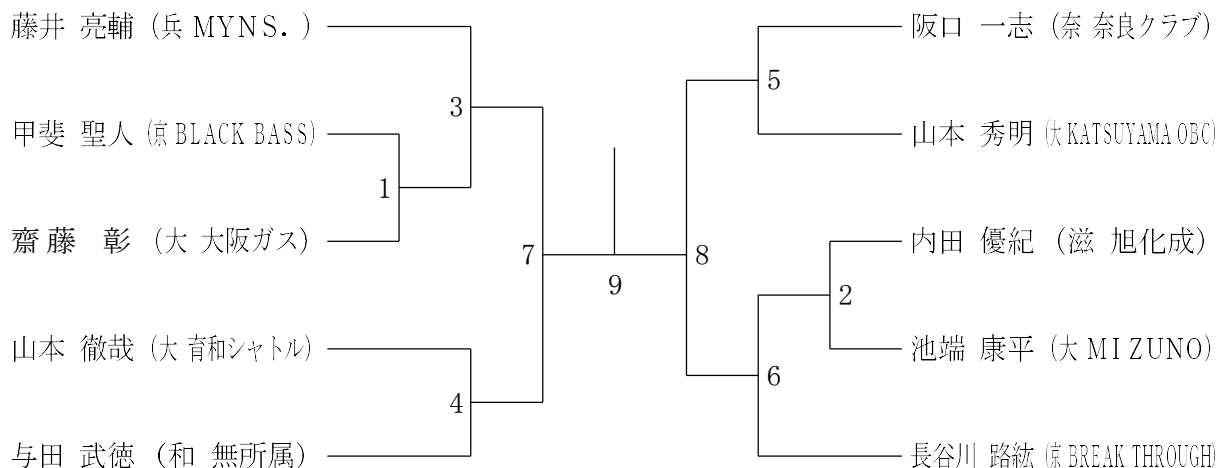 藤井 亮輔 (兵 MYNS.)
3
甲斐 聖人 (京 BLACK BASS)
1
齋藤 彰 (大 大阪ガス)
7
山本 徹哉 (大 育和シャトル)
4
与田 武徳 (和 無所属)
9
阪口 一志 (奈 奈良クラブ)
5
山本 秀明 (大 KATSUYAMA OBC)
8
内田 優紀 (滋 旭化成)
2
池端 康平 (大 MIZUNO)
6
長谷川 路紘 (京 BREAK THROUGH)